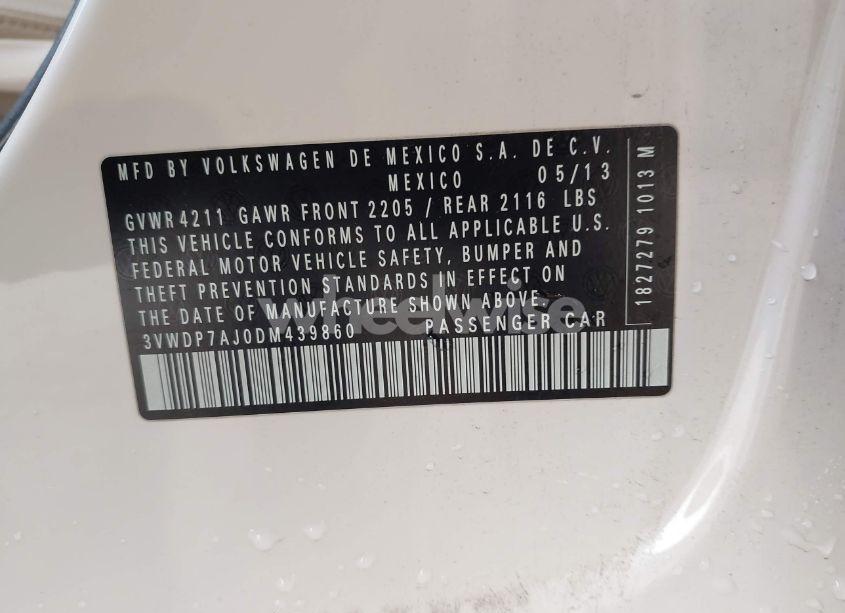 MFD BY VOLKSWAGEN DE MEXICO S.A. DE C.V.
MEXICO 05/13
GVWR 4211 GAWR FRONT 2205 / REAR 2116 LBS
THIS VEHICLE CONFORMS TO ALL APPLICABLE U.S.
FEDERAL MOTOR VEHICLE SAFETY, BUMPER AND
THEFT PREVENTION STANDARDS IN EFFECT ON
THE DATE OF MANUFACTURE SHOWN ABOVE.
3VWDP7AJ0DM439860 PASSENGER CAR
1827279 1013 M
wheelwise